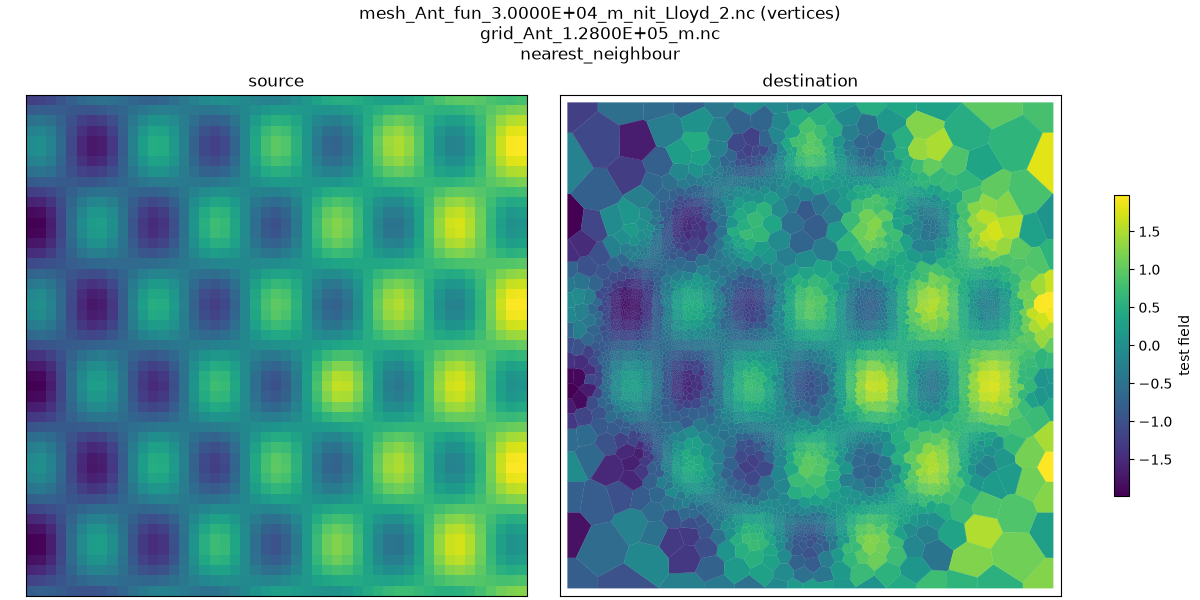 mesh_Ant_fun_3.0000E+04_m_nit_Lloyd_2.nc (vertices)
grid_Ant_1.2800E+05_m.nc
nearest_neighbour
source
destination
1.5
1.0
0.5
0.0
−0.5
−1.0
−1.5
test field